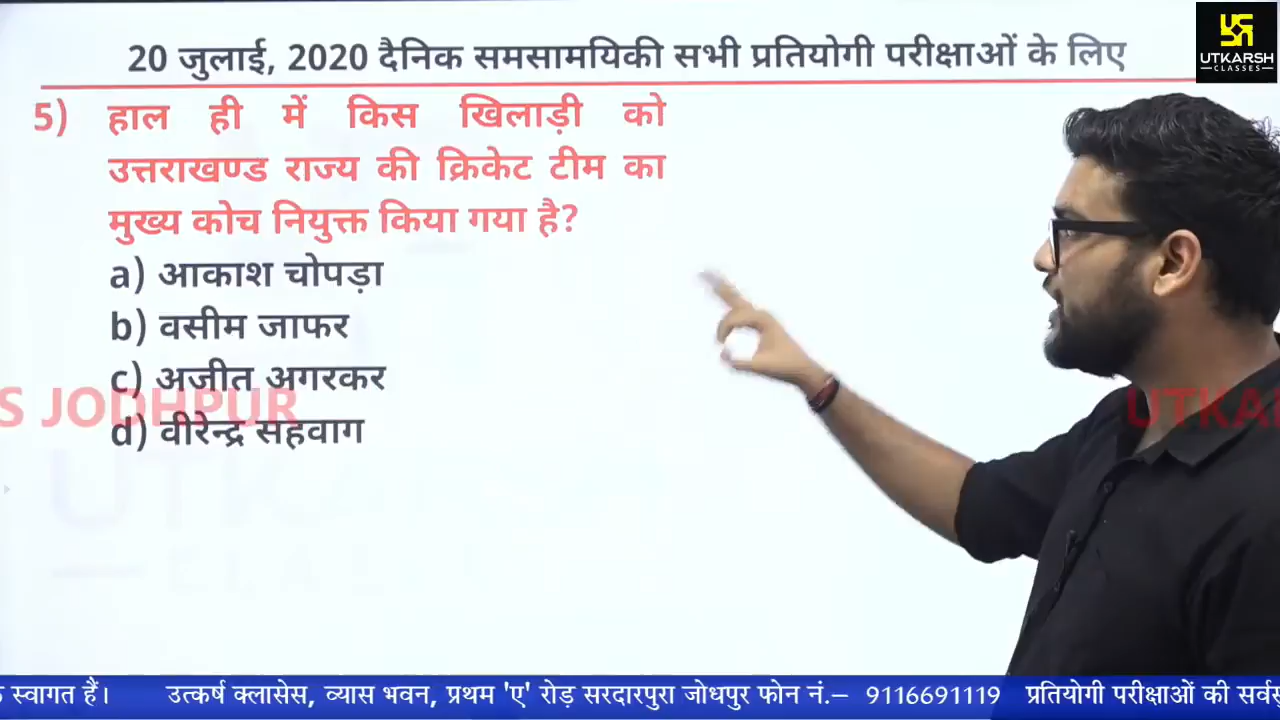 20 जुलाई, 2020 दैनिक समसामयिकी सभी प्रतियोगी परीक्षाओं के लिए
UTKARSH
CLASSES
5) हाल ही में किस खिलाड़ी को
उत्तराखण्ड राज्य की क्रिकेट टीम का
मुख्य कोच नियुक्त किया गया है?
a) आकाश चोपड़ा
b) वसीम जाफर
c) अजीत अगरकर
S JODHPUR
UTKAR
d) वीरेन्द्र सहवाग
स्वागत हैं। उत्कर्ष क्लासेस, व्यास भवन, प्रथम 'ए' रोड़ सरदारपुरा जोधपुर फोन नं.– 9116691119 प्रतियोगी परीक्षाओं की